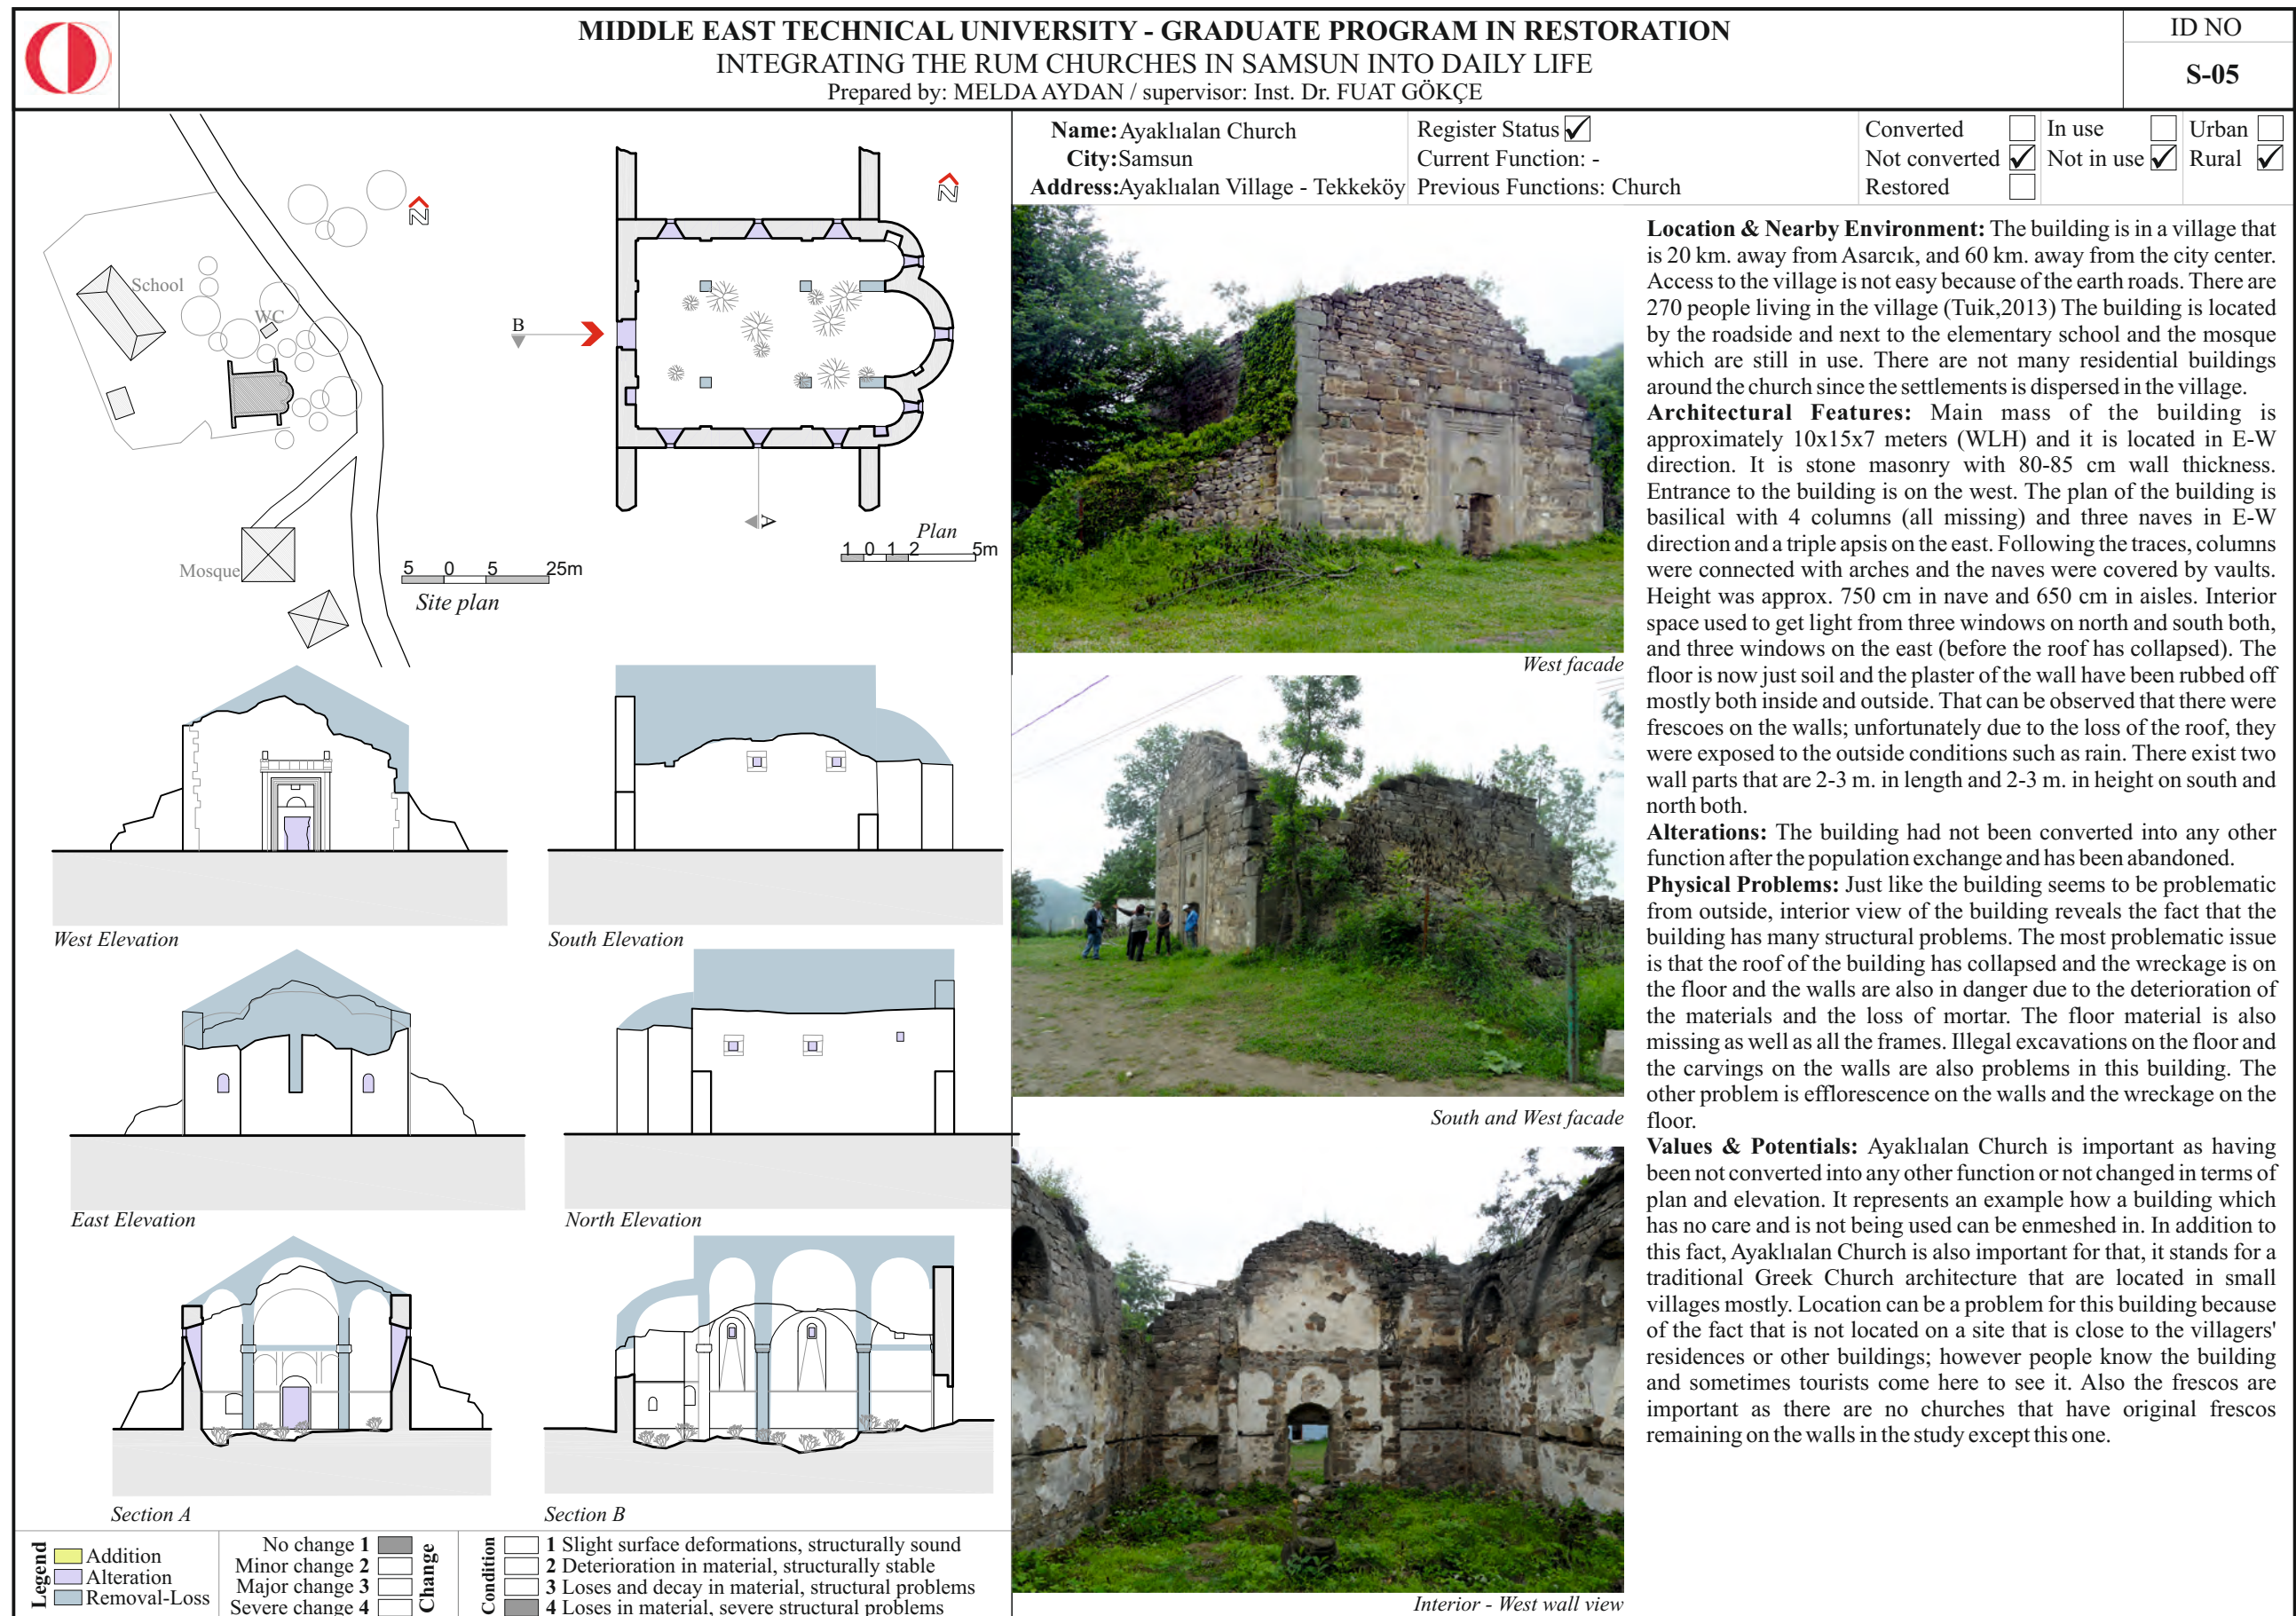 MIDDLE EAST TECHNICAL UNIVERSITY - GRADUATE PROGRAM IN RESTORATION
INTEGRATING THE RUM CHURCHES IN SAMSUN INTO DAILY LIFE
Prepared by: MELDA AYDAN / supervisor: Inst. Dr. FUAT GÖKÇE
ID NO
S-05
N
School
WC
Mosque
5 0 5 25m
Site plan
N
B
A
Plan
1 0 1 2 5m
West Elevation
South Elevation
East Elevation
North Elevation
Section A
Section B
Legend
Addition
Alteration
Removal-Loss
No change 1
Minor change 2
Major change 3
Severe change 4
Change
Condition
1 Slight surface deformations, structurally sound
2 Deterioration in material, structurally stable
3 Loses and decay in material, structural problems
4 Loses in material, severe structural problems
Name: Ayaklıalan Church
City: Samsun
Address: Ayaklıalan Village - Tekkeköy
Register Status
Current Function: -
Previous Functions: Church
Converted
Not converted
Restored
In use
Not in use
Urban
Rural
West facade
South and West facade
Interior - West wall view
Location & Nearby Environment: The building is in a village that
is 20 km. away from Asarcık, and 60 km. away from the city center.
Access to the village is not easy because of the earth roads. There are
270 people living in the village (Tuik,2013) The building is located
by the roadside and next to the elementary school and the mosque
which are still in use. There are not many residential buildings
around the church since the settlements is dispersed in the village.
Architectural Features: Main mass of the building is
approximately 10x15x7 meters (WLH) and it is located in E-W
direction. It is stone masonry with 80-85 cm wall thickness.
Entrance to the building is on the west. The plan of the building is
basilical with 4 columns (all missing) and three naves in E-W
direction and a triple apsis on the east. Following the traces, columns
were connected with arches and the naves were covered by vaults.
Height was approx. 750 cm in nave and 650 cm in aisles. Interior
space used to get light from three windows on north and south both,
and three windows on the east (before the roof has collapsed). The
floor is now just soil and the plaster of the wall have been rubbed off
mostly both inside and outside. That can be observed that there were
frescoes on the walls; unfortunately due to the loss of the roof, they
were exposed to the outside conditions such as rain. There exist two
wall parts that are 2-3 m. in length and 2-3 m. in height on south and
north both.
Alterations: The building had not been converted into any other
function after the population exchange and has been abandoned.
Physical Problems: Just like the building seems to be problematic
from outside, interior view of the building reveals the fact that the
building has many structural problems. The most problematic issue
is that the roof of the building has collapsed and the wreckage is on
the floor and the walls are also in danger due to the deterioration of
the materials and the loss of mortar. The floor material is also
missing as well as all the frames. Illegal excavations on the floor and
the carvings on the walls are also problems in this building. The
other problem is efflorescence on the walls and the wreckage on the
floor.
Values & Potentials: Ayaklıalan Church is important as having
been not converted into any other function or not changed in terms of
plan and elevation. It represents an example how a building which
has no care and is not being used can be enmeshed in. In addition to
this fact, Ayaklıalan Church is also important for that, it stands for a
traditional Greek Church architecture that are located in small
villages mostly. Location can be a problem for this building because
of the fact that is not located on a site that is close to the villagers'
residences or other buildings; however people know the building
and sometimes tourists come here to see it. Also the frescos are
important as there are no churches that have original frescos
remaining on the walls in the study except this one.